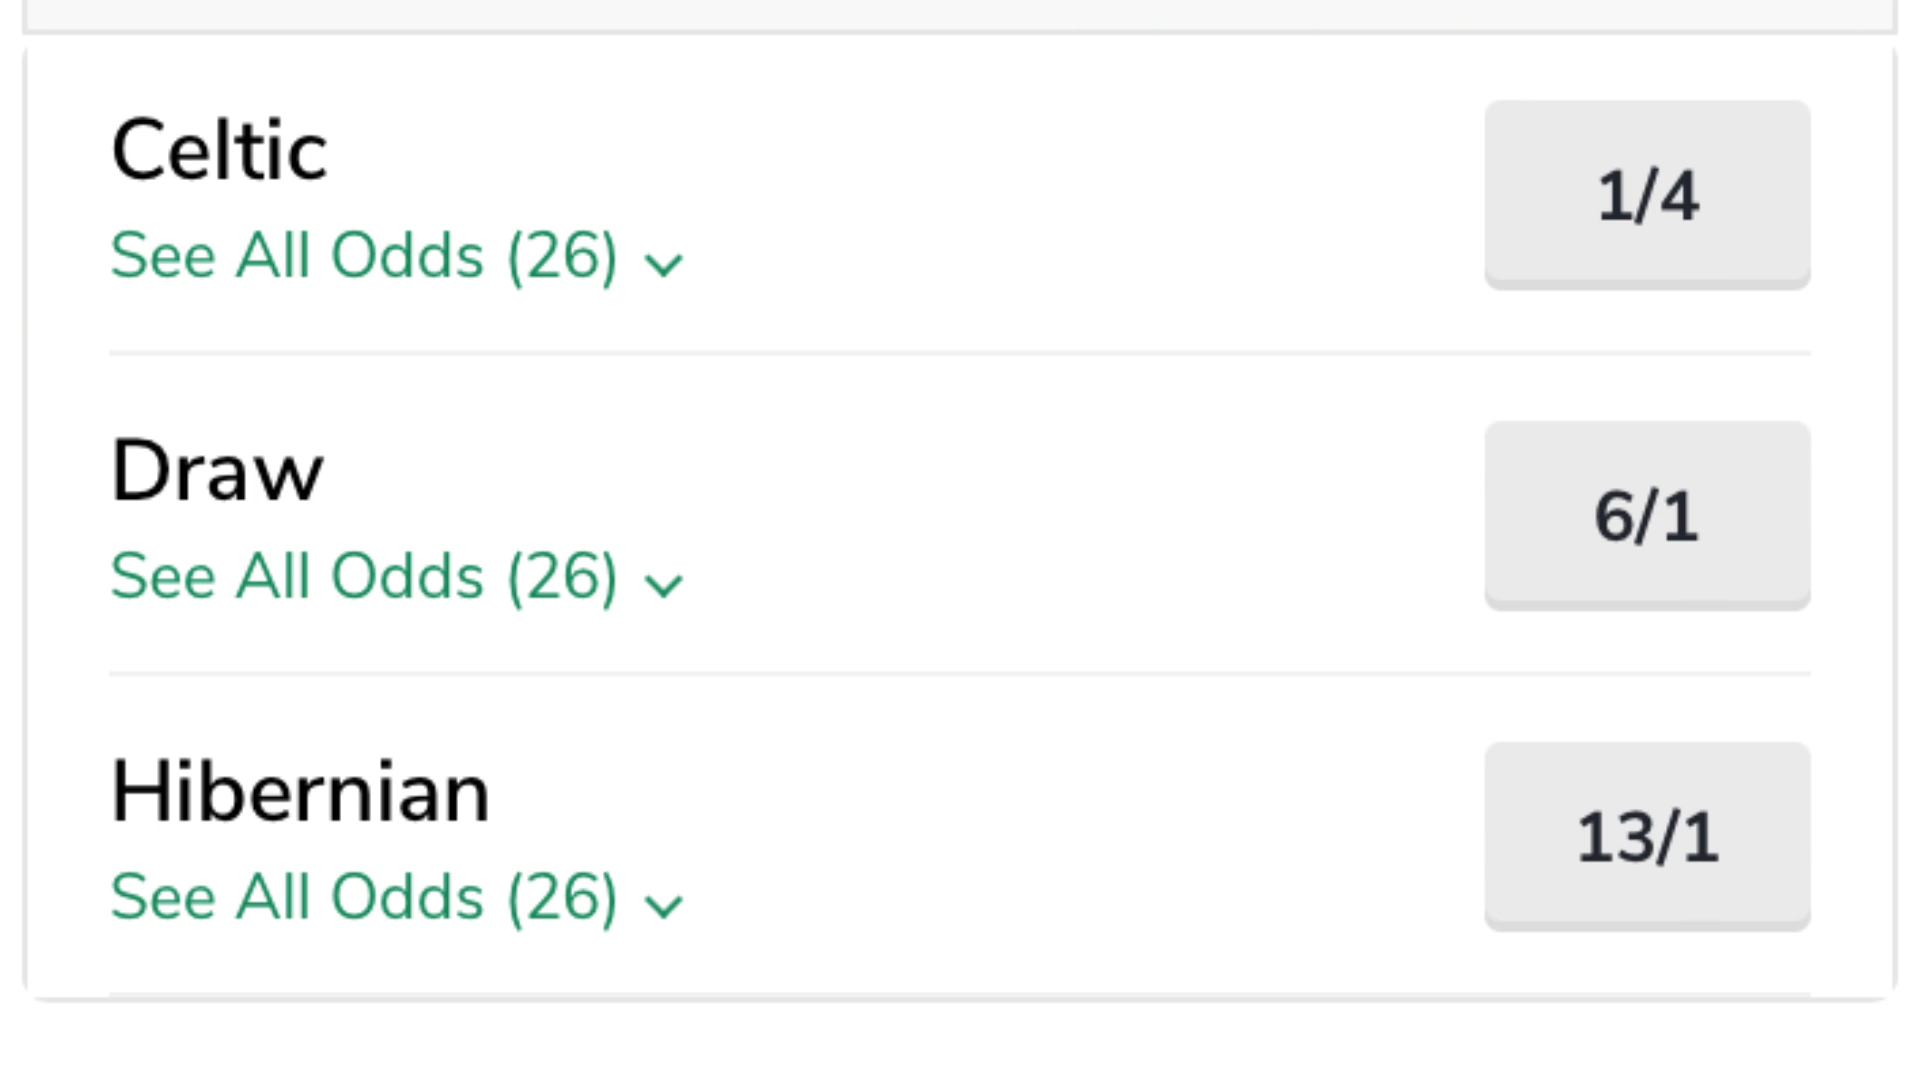 Celtic
See All Odds (26)
1/4
Draw
See All Odds (26)
6/1
Hibernian
See All Odds (26)
13/1